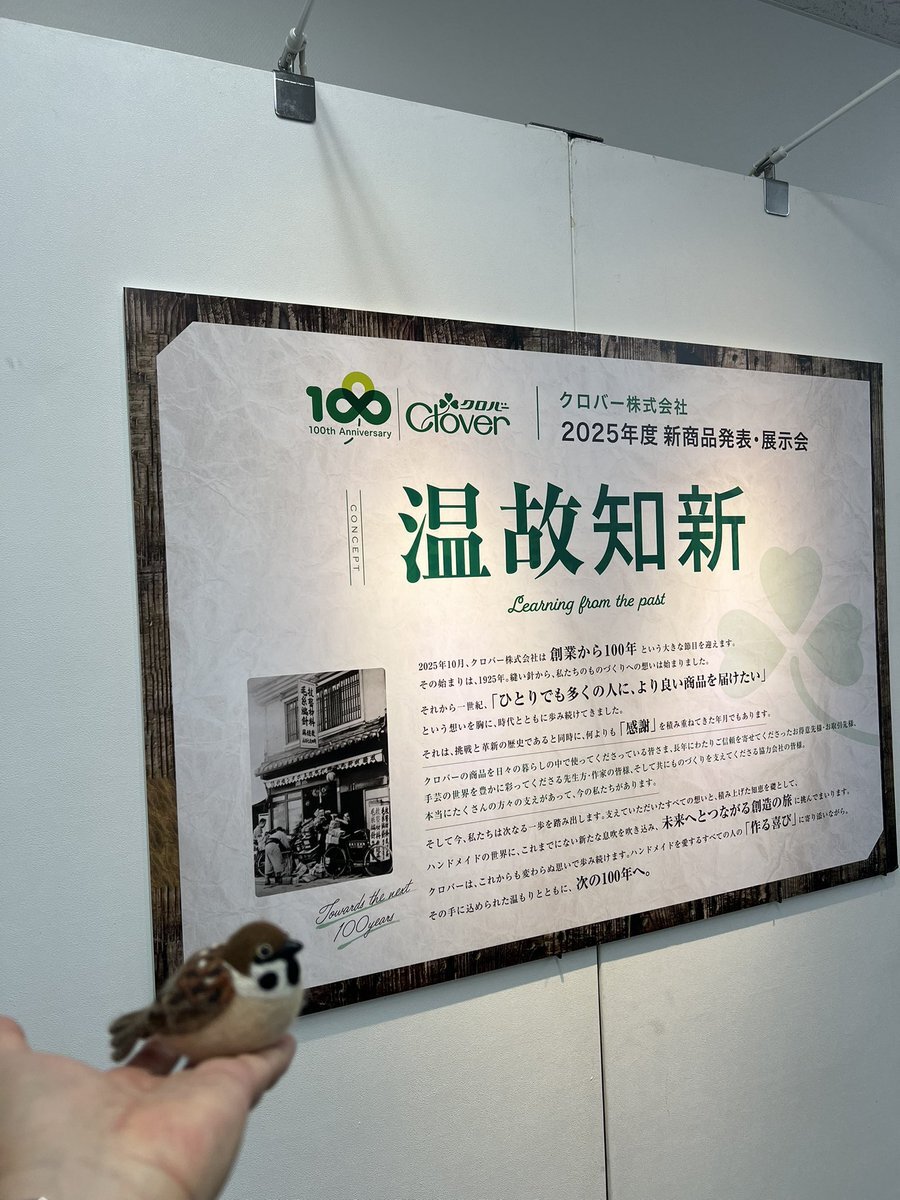 100
100th Anniversary
クロバー
Clover
クロバー株式会社
2025年度 新商品発表・展示会
CONCEPT
温故知新
Learning from the past
2025年10月、クロバー株式会社は 創業から100年 という大きな節目を迎えます。
その始まりは、1925年。縫い針から、私たちのものづくりへの想いは始まりました。
それから一世紀、「ひとりでも多くの人に、より良い商品を届けたい」
という想いを胸に、時代とともに歩み続けてきました。
それは、挑戦と革新の歴史であると同時に、何よりも「感謝」を積み重ねてきた年月でもあります。
クロバーの商品を日々の暮らしの中で使ってくださっている皆さま、長年にわたりご信頼を寄せてくださったお得意先様・お取引先様、
手芸の世界を豊かに彩ってくださる先生方・作家の皆様、そして共にものづくりを支えてくださる協力会社の皆様。
本当にたくさんの方々の支えがあって、今の私たちがあります。
そして今、私たちは次なる一歩を踏み出します。支えていただいたすべての想いと、積み上げた知恵を礎として、
ハンドメイドの世界に、これまでにない新たな息吹を吹き込み、未来へとつながる創造の旅に挑んでまいります。
クロバーは、これからも変わらぬ思いで歩み続けます。ハンドメイドを愛するすべての人の「作る喜び」に寄り添いながら。
その手に込められた温もりとともに、次の100年へ。
Towards the next
100years